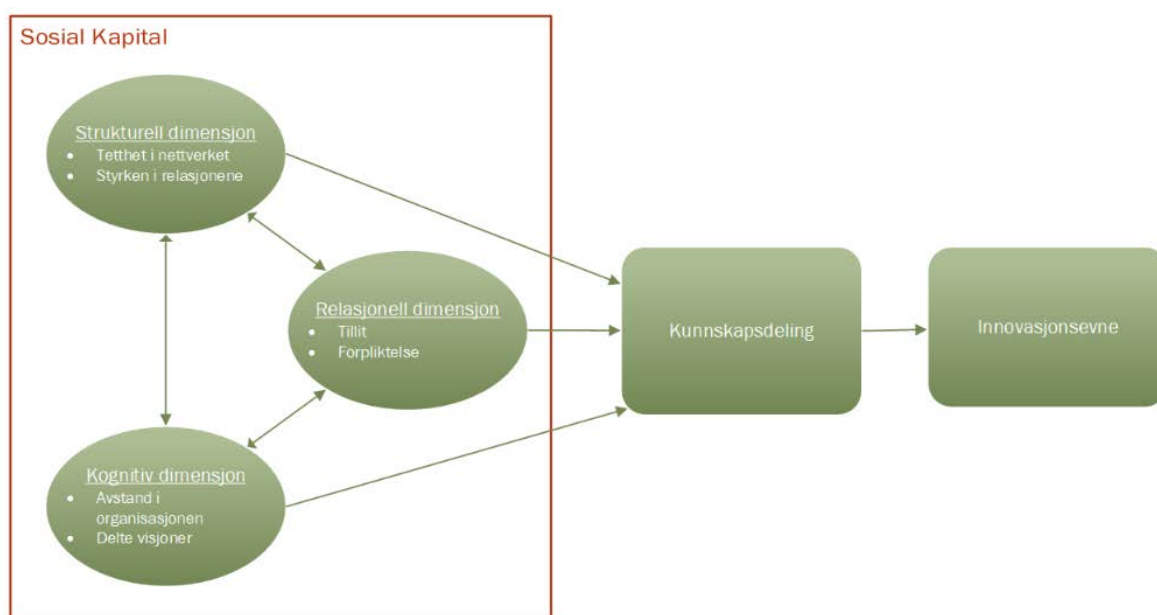 Sosial Kapital
Strukturell dimensjon
• Tetthet i nettverket
• Styrken i relasjonene
Relasjonell dimensjon
• Tillit
• Forpliktelse
Kognitiv dimensjon
• Avstand i
organisasjonen
• Delte visjoner
Kunnskapsdeling
Innovasjonsevne